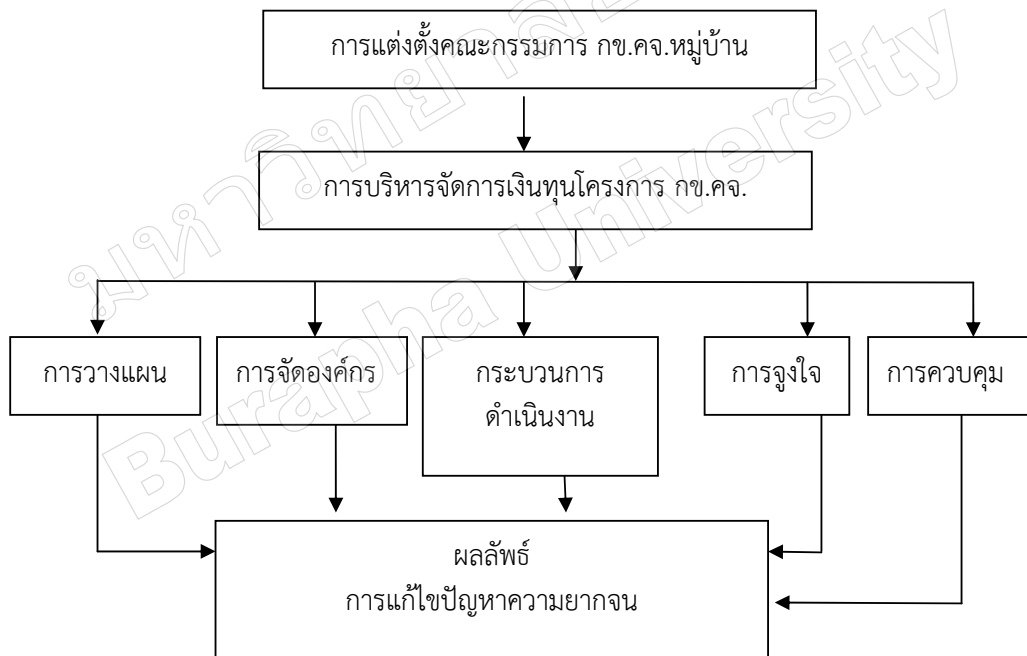 การแต่งตั้งคณะกรรมการ กข.คจ.หมู่บ้าน
การบริหารจัดการเงินทุนโครงการ กข.คจ.
การวางแผน
การจัดองค์กร
กระบวนการ
ดำเนินงาน
การจูงใจ
การควบคุม
ผลลัพธ์
การแก้ไขปัญหาความยากจน
Burapha University